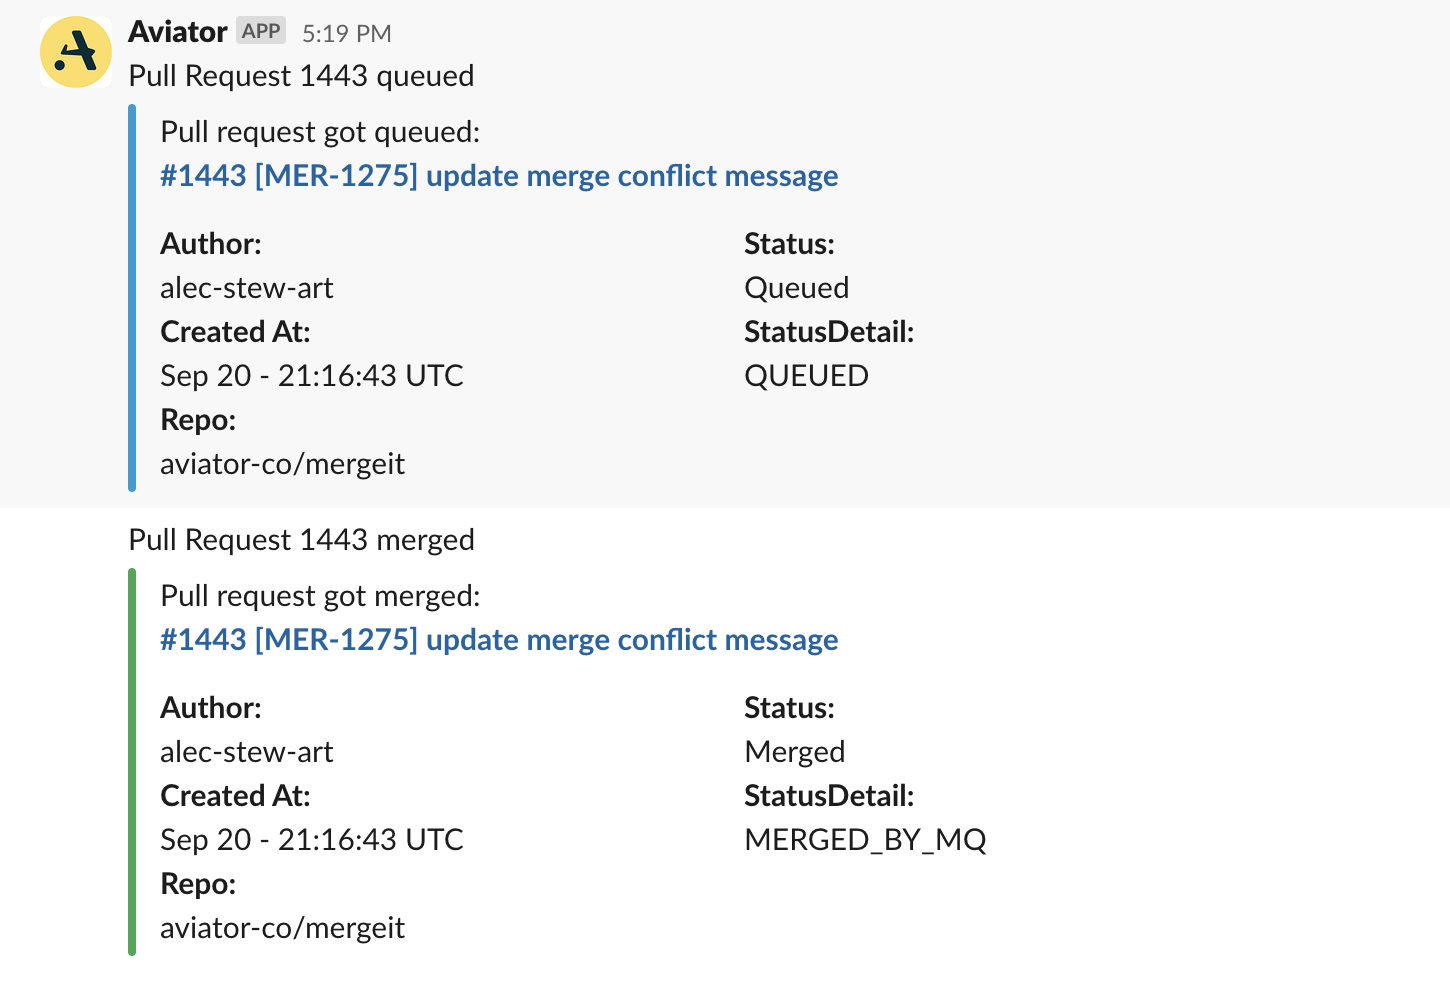 Aviator APP 5:19 PM
Pull Request 1443 queued
Pull request got queued:
#1443 [MER-1275] update merge conflict message
Author:
alec-stew-art
Status:
Queued
Created At:
Sep 20 - 21:16:43 UTC
StatusDetail:
QUEUED
Repo:
aviator-co/mergeit
Pull Request 1443 merged
Pull request got merged:
#1443 [MER-1275] update merge conflict message
Author:
alec-stew-art
Status:
Merged
Created At:
Sep 20 - 21:16:43 UTC
StatusDetail:
MERGED_BY_MQ
Repo:
aviator-co/mergeit